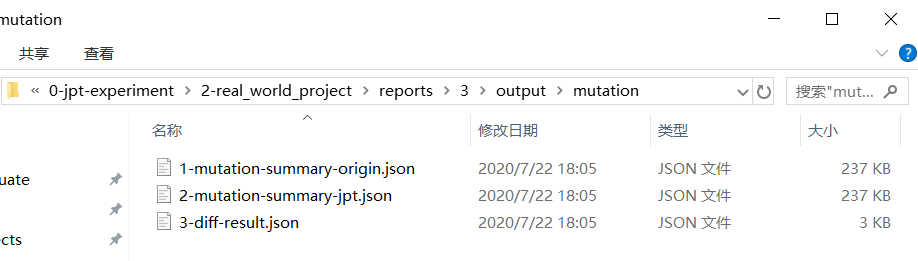 mutation
共享 查看
« 0-jpt-experiment > 2-real_world_project > reports > 3 > output > mutation 搜索"mut...
名称 修改日期 类型 大小
1-mutation-summary-origin.json 2020/7/22 18:05 JSON 文件 237 KB
uate
2-mutation-summary-jpt.json 2020/7/22 18:05 JSON 文件 237 KB
3-diff-result.json 2020/7/22 18:05 JSON 文件 3 KB
ects